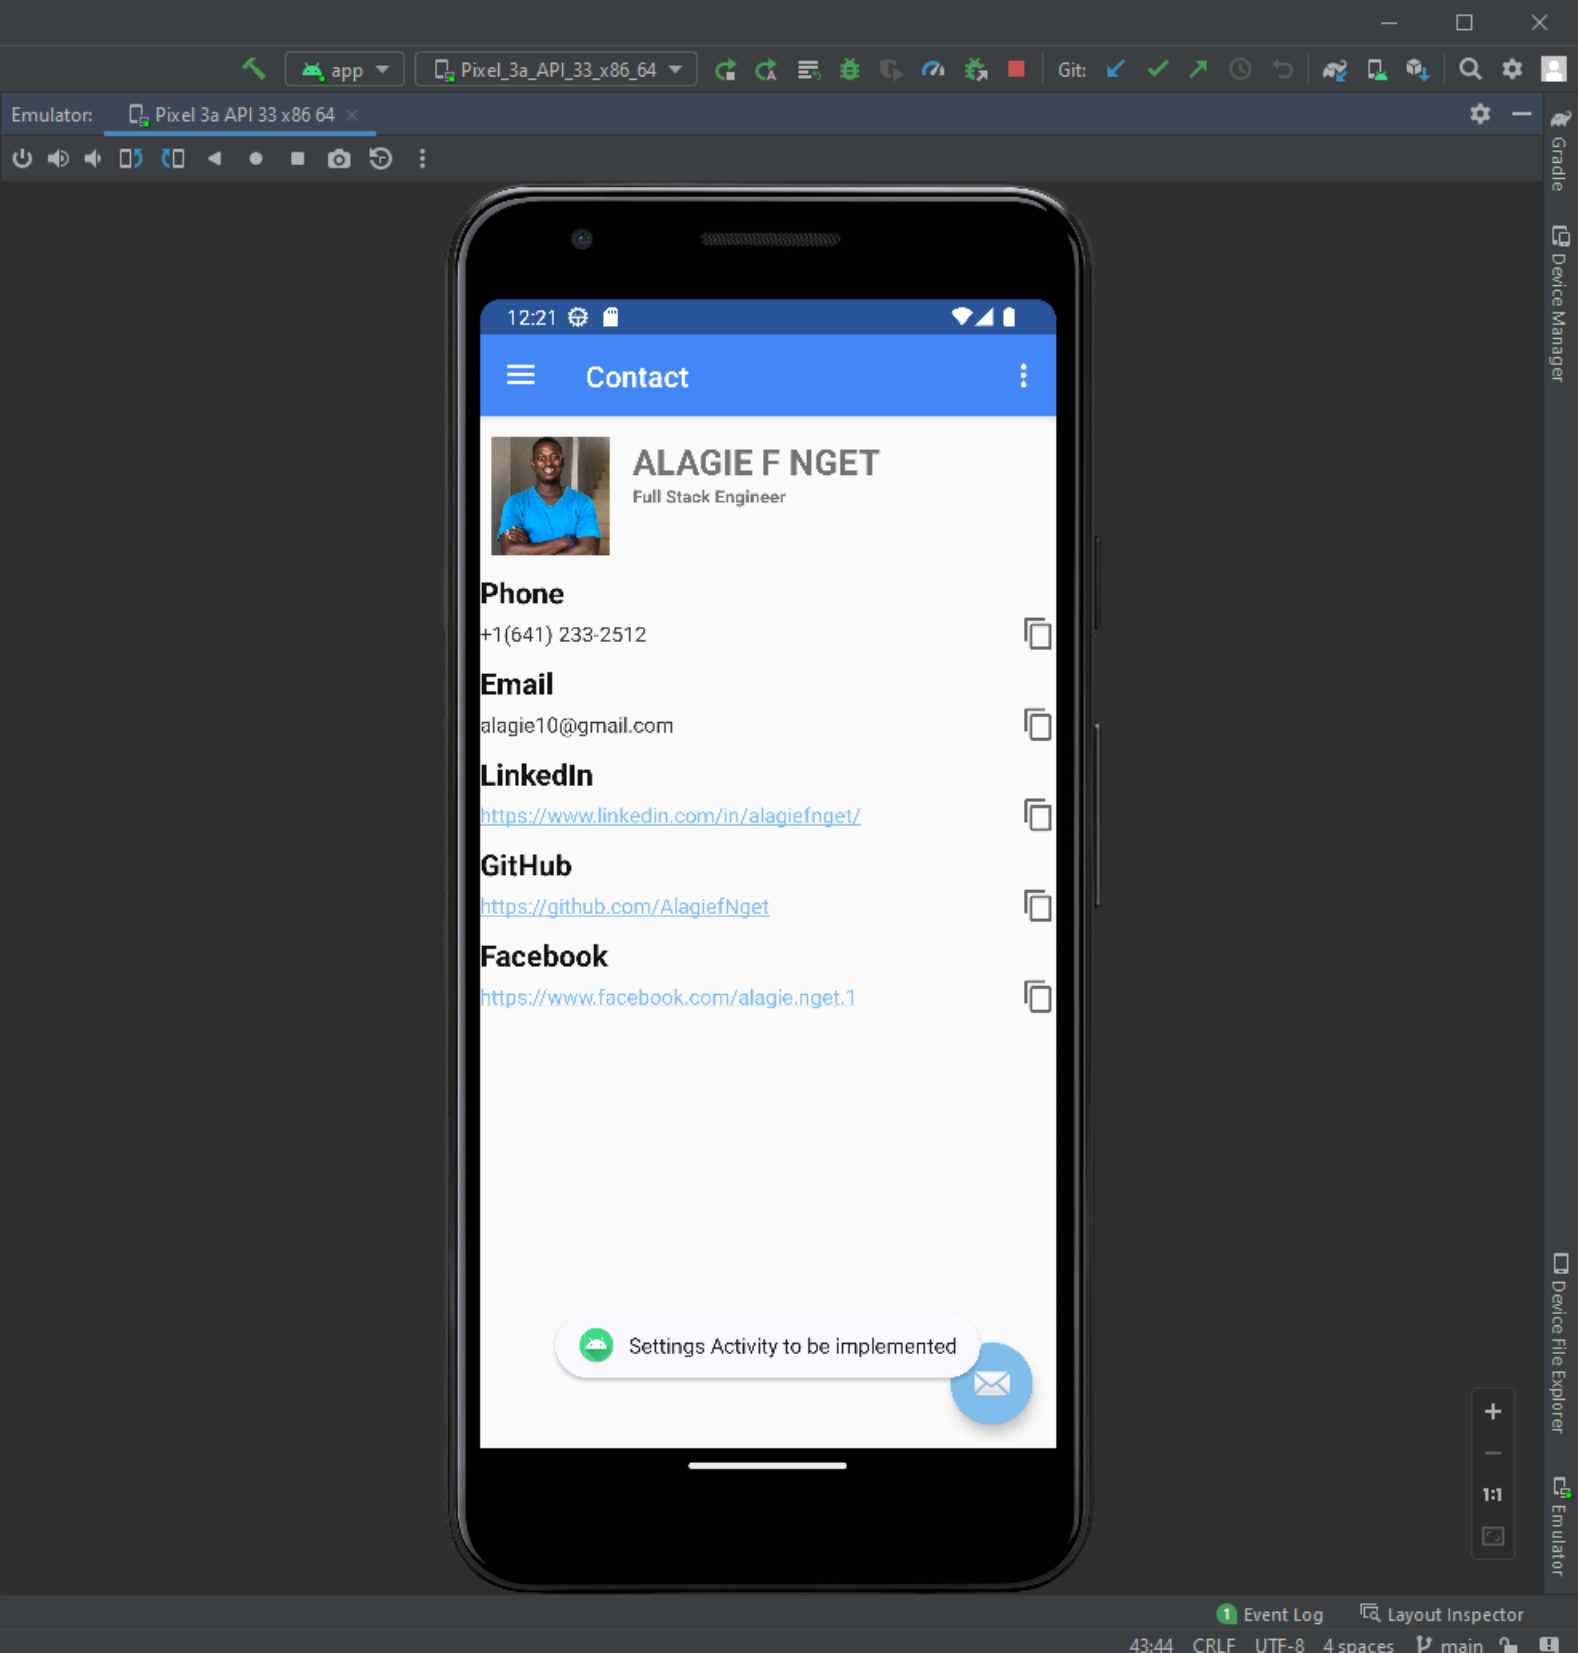 app
Pixel_3a_API_33_x86_64
Git:
Emulator:
Pixel 3a API 33 x86 64
Gradle
Device Manager
12:21
Contact
ALAGIE F NGET
Full Stack Engineer
Phone
+1(641) 233-2512
Email
alagie10@gmail.com
LinkedIn
https://www.linkedin.com/in/alagiefnget/
GitHub
https://github.com/AlagiefNget
Facebook
https://www.facebook.com/alagie.nget.1
Settings Activity to be implemented
Device File Explorer
1:1
Emulator
1 Event Log
Layout Inspector
43:44 CRLF UTF-8 4 spaces main